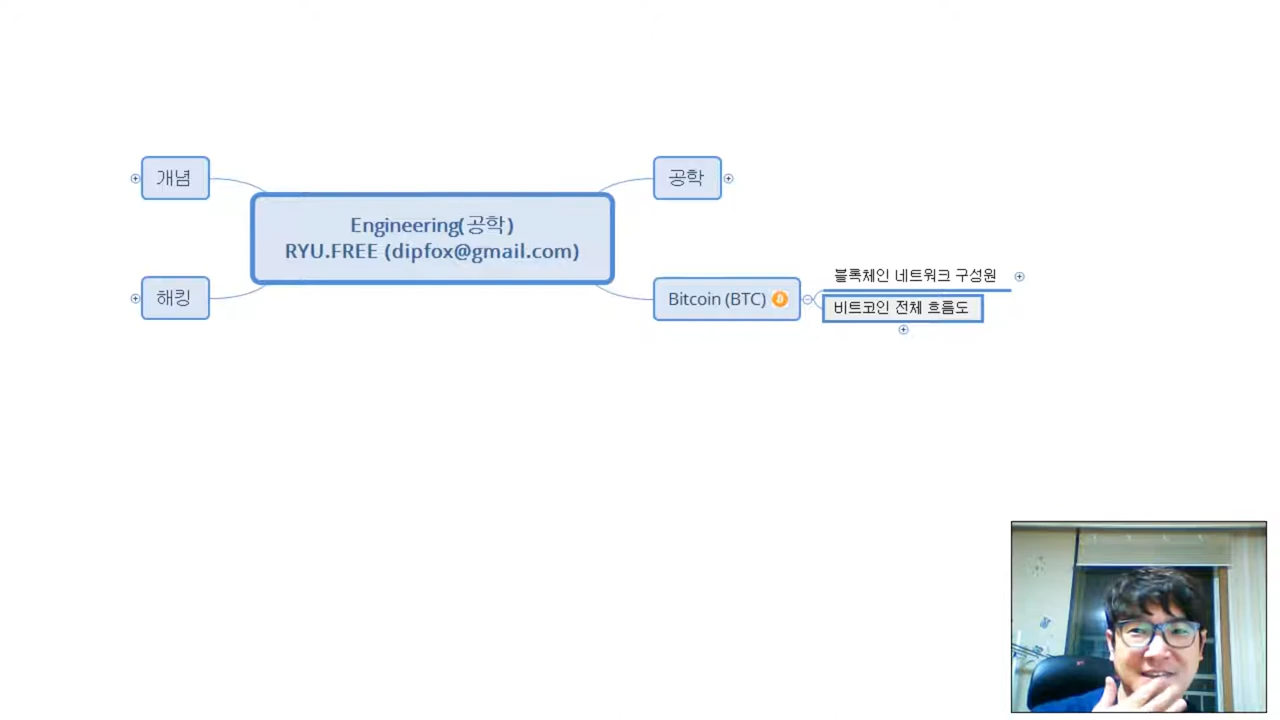 개념
공학
Engineering(공학)
RYU.FREE (dipfox@gmail.com)
해킹
Bitcoin (BTC)
블록체인 네트워크 구성원
비트코인 전체 흐름도